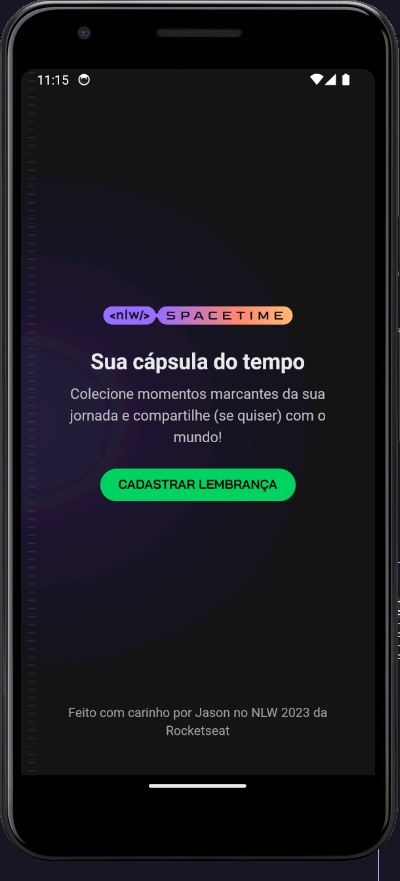 11:15
<nlw/> SPACETIME
Sua cápsula do tempo
Colecione momentos marcantes da sua
jornada e compartilhe (se quiser) com o
mundo!
CADASTRAR LEMBRANÇA
Feito com carinho por Jason no NLW 2023 da
Rocketseat